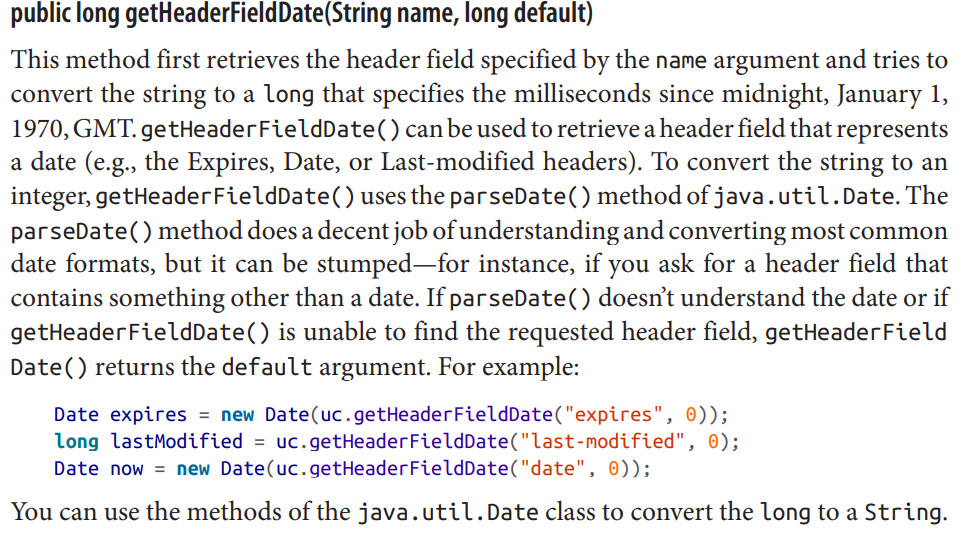 public long getHeaderFieldDate(String name, long default)
This method first retrieves the header field specified by the name argument and tries to
convert the string to a long that specifies the milliseconds since midnight, January 1,
1970, GMT. getHeaderFieldDate() can be used to retrieve a header field that represents
a date (e.g., the Expires, Date, or Last-modified headers). To convert the string to an
integer, getHeaderFieldDate() uses the parseDate() method of java.util.Date. The
parseDate() method does a decent job of understanding and converting most common
date formats, but it can be stumped—for instance, if you ask for a header field that
contains something other than a date. If parseDate() doesn’t understand the date or if
getHeaderFieldDate() is unable to find the requested header field, getHeaderField
Date() returns the default argument. For example:
Date expires = new Date(uc.getHeaderFieldDate("expires", 0));
long lastModified = uc.getHeaderFieldDate("last-modified", 0);
Date now = new Date(uc.getHeaderFieldDate("date", 0));
You can use the methods of the java.util.Date class to convert the long to a String.